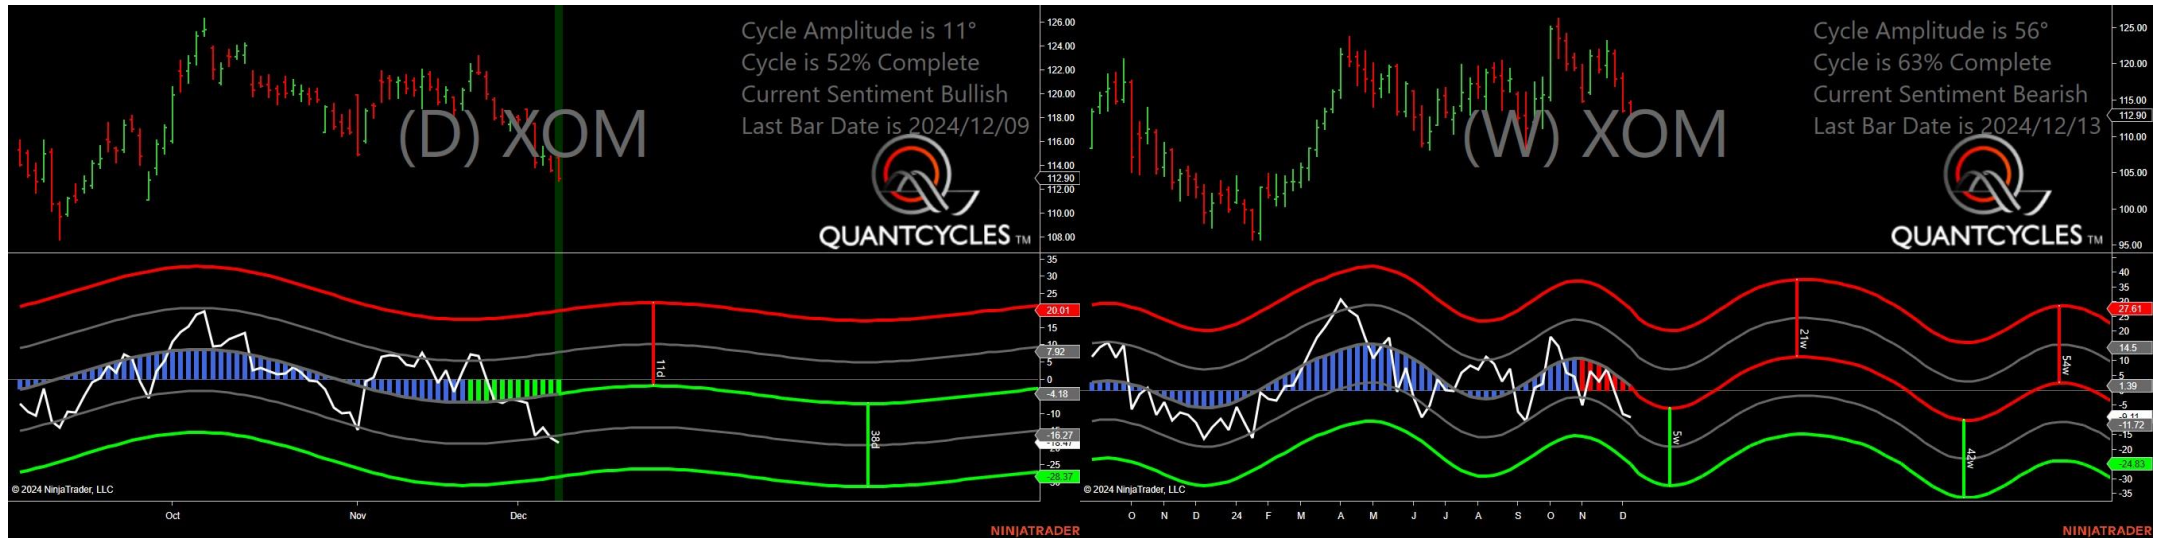 Cycle Amplitude is 11°
Cycle is 52% Complete
Current Sentiment Bullish
Last Bar Date is 2024/12/09
(D) XOM
QUANTCYCLES TM
126.00
124.00
122.00
120.00
118.00
116.00
114.00
112.90
112.00
110.00
108.00
35
30
25
20.01
15
10
7.92
5
0
-4.18
-10
-16.27
-25
-28.37
11d
38d
© 2024 NinjaTrader, LLC
Oct Nov Dec
NINJATRADER
Cycle Amplitude is 56°
Cycle is 63% Complete
Current Sentiment Bearish
Last Bar Date is 2024/12/13
(W) XOM
QUANTCYCLES TM
125.00
120.00
115.00
112.90
110.00
105.00
100.00
95.00
40
35
30
27.61
25
20
14.5
10
5
1.39
-5
-9.11
-11.72
-15
-20
-24.83
-30
-35
5w
21w
42w
54w
© 2024 NinjaTrader, LLC
O N D 24 F M A M J J A S O N D
NINJATRADER